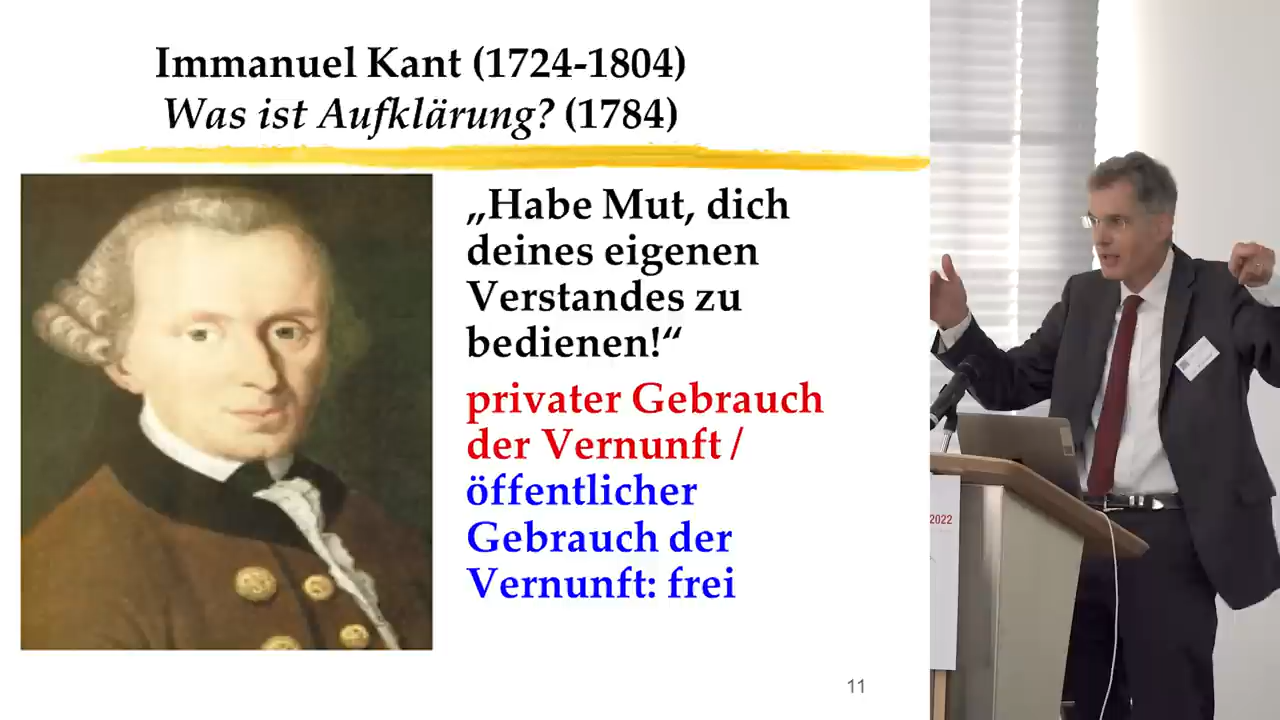 Immanuel Kant (1724-1804)
Was ist Aufklärung? (1784)
„Habe Mut, dich
deines eigenen
Verstandes zu
bedienen!“
privater Gebrauch
der Vernunft /
öffentlicher
Gebrauch der
Vernunft: frei
11
2022